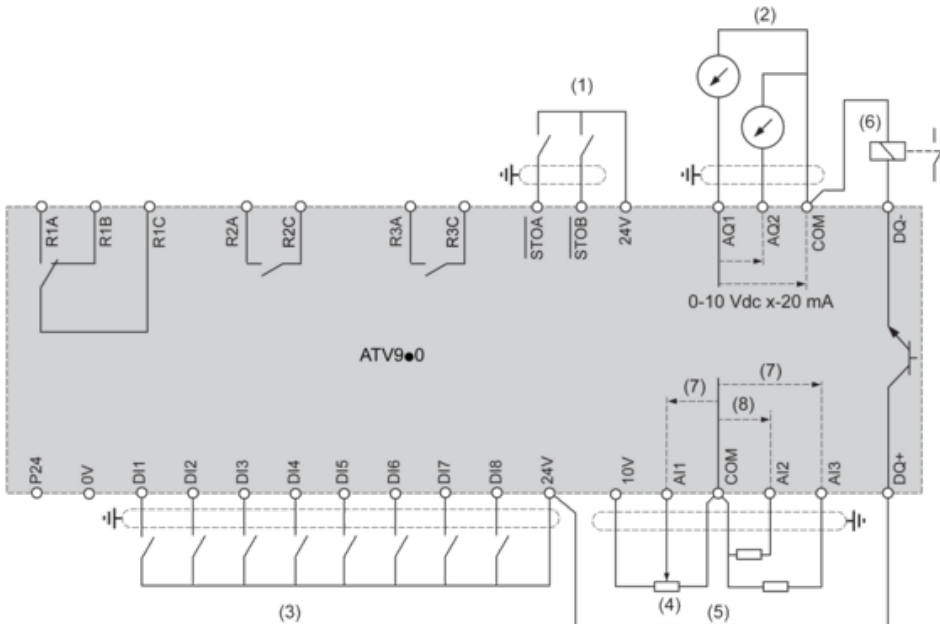 (1)
(2)
(6)
R1A
R1B
R1C
R2A
R2C
R3A
R3C
STOA
STOB
24V
AQ1
AQ2
COM
DQ-
0-10 Vdc x-20 mA
ATV9●0
(7)
(7)
(8)
P24
0V
DI1
DI2
DI3
DI4
DI5
DI6
DI7
DI8
24V
10V
AI1
COM
AI2
AI3
DQ+
(3)
(4)
(5)